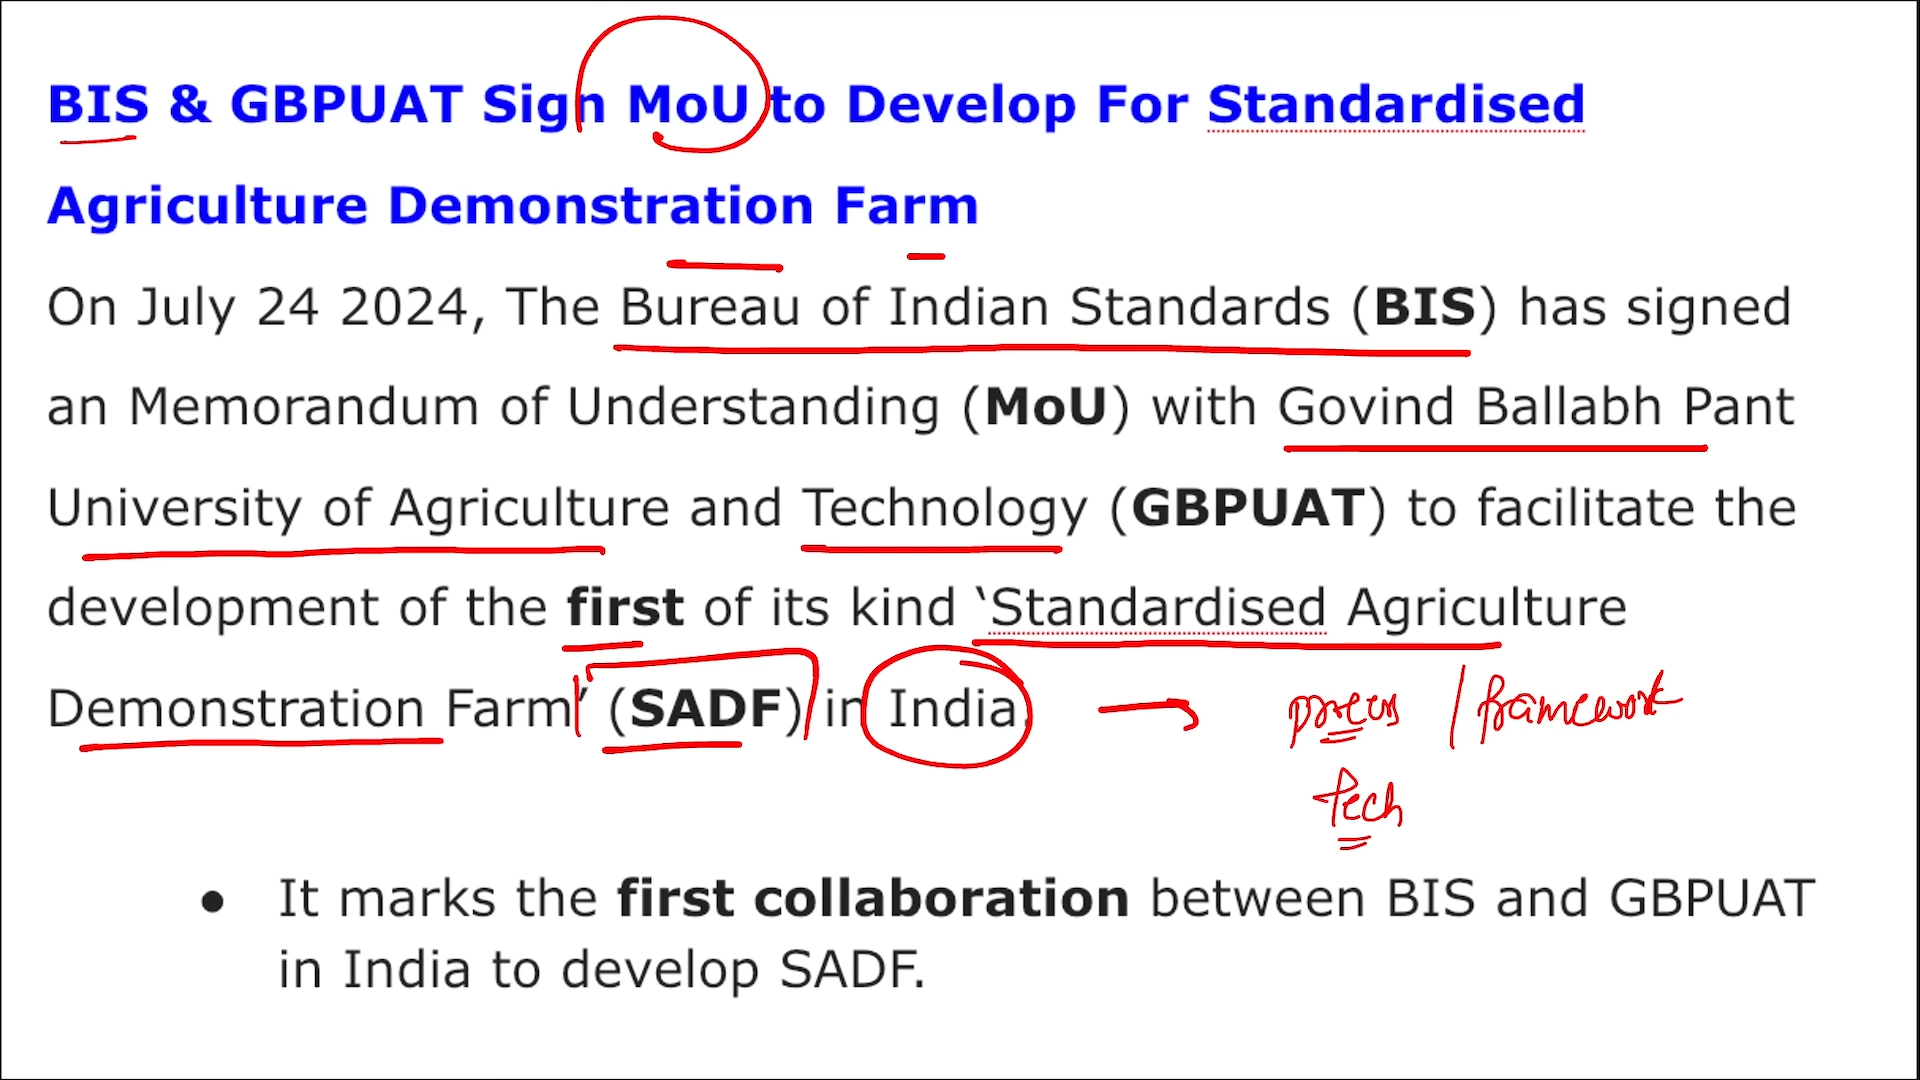 BIS & GBPUAT Sign MoU to Develop For Standardised
Agriculture Demonstration Farm
On July 24 2024, The Bureau of Indian Standards (BIS) has signed
an Memorandum of Understanding (MoU) with Govind Ballabh Pant
University of Agriculture and Technology (GBPUAT) to facilitate the
development of the first of its kind ‘Standardised Agriculture
Demonstration Farm’ (SADF) in India.
/ framework
Tech
● It marks the first collaboration between BIS and GBPUAT
in India to develop SADF.